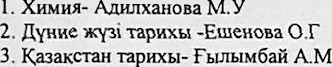 1. Химия- Адилханова М.У
2. Дүние жүзі тарихы -Ешенова О.Г
3. Қазақстан тарихы- Ғылымбай А.М